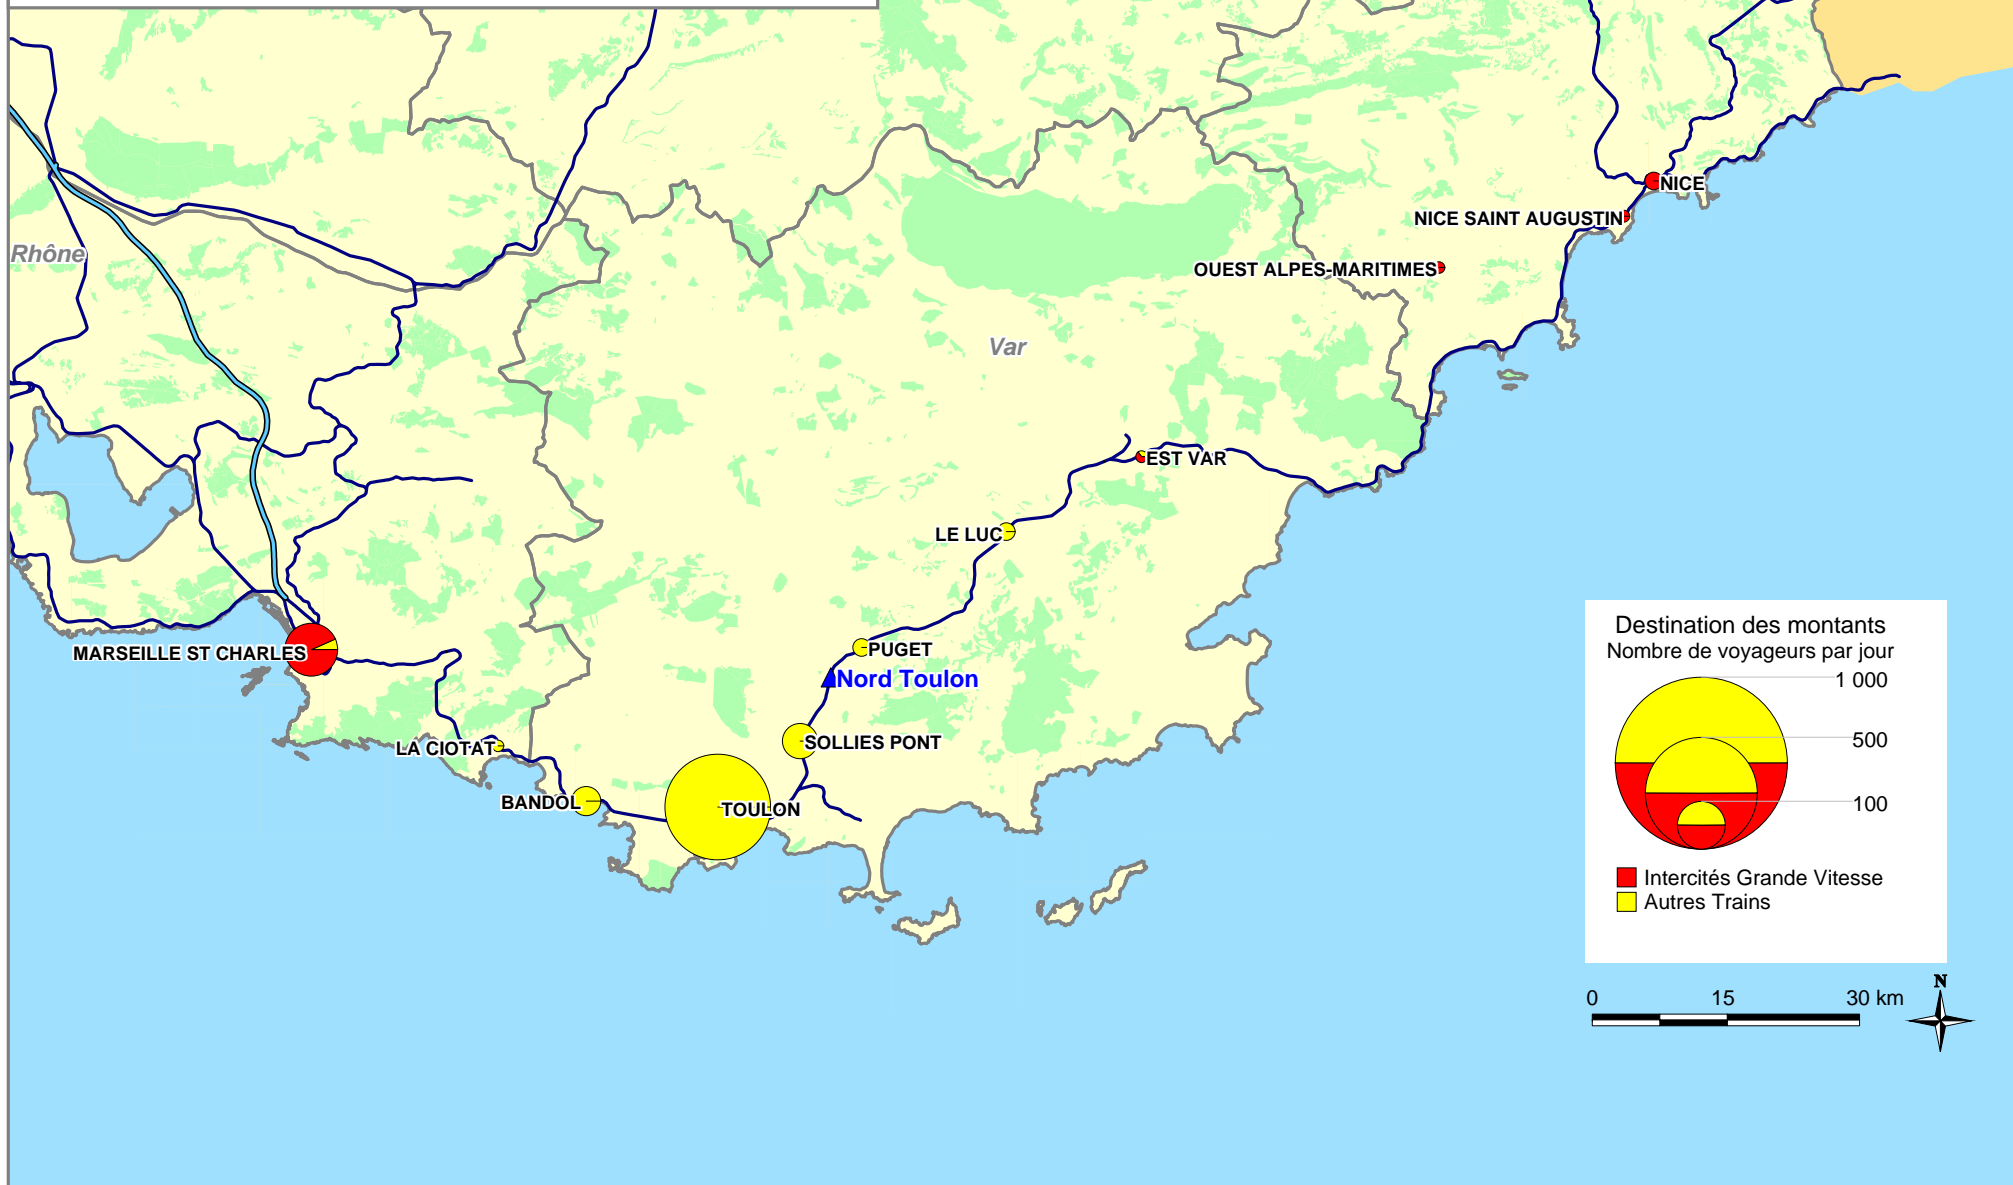 NICE
NICE SAINT AUGUSTIN
Rhône
OUEST ALPES-MARITIMES
Var
EST VAR
LE LUC
MARSEILLE ST CHARLES
PUGET
Nord Toulon
LA CIOTAT
SOLLIES PONT
BANDOL
TOULON
Destination des montants
Nombre de voyageurs par jour
1 000
500
100
Intercités Grande Vitesse
Autres Trains
N
0 15 30 km